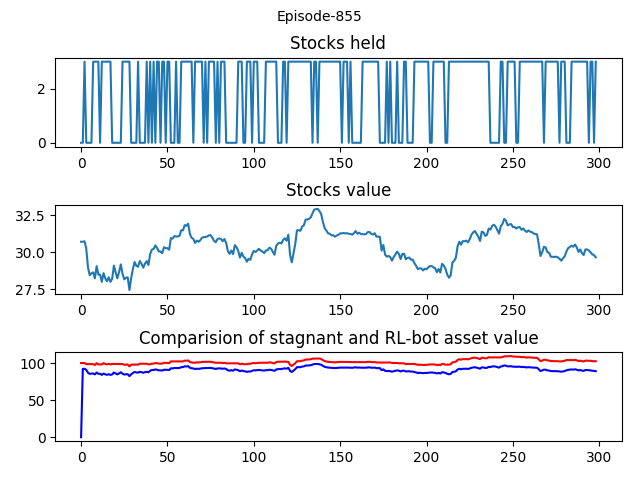 Episode-855
Stocks held
2
0
0 50 100 150 200 250 300
Stocks value
32.5
30.0
27.5
0 50 100 150 200 250 300
Comparision of stagnant and RL-bot asset value
100
50
0
0 50 100 150 200 250 300